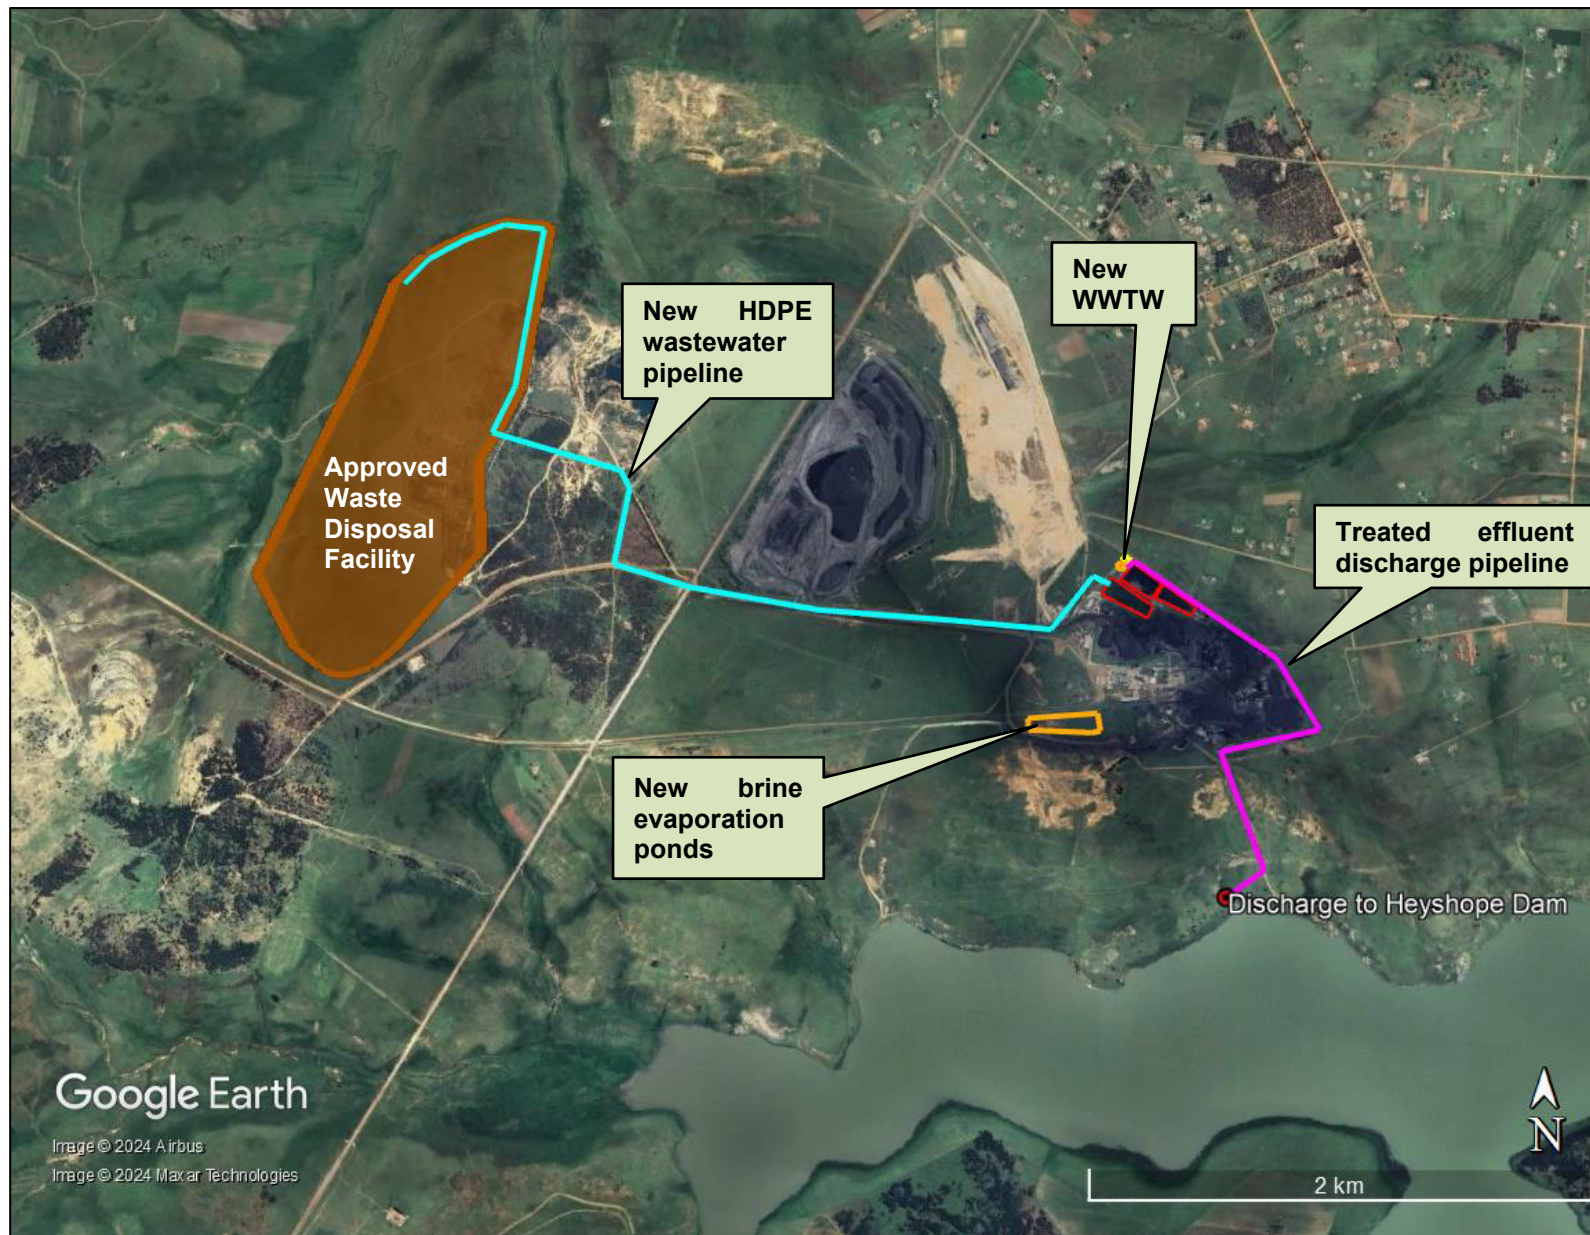 New HDPE
wastewater
pipeline
New
WWTW
Approved
Waste
Disposal
Facility
Treated effluent
discharge pipeline
New brine
evaporation
ponds
Discharge to Heyshope Dam
Google Earth
Image © 2024 Airbus
Image © 2024 Maxar Technologies
N
2 km